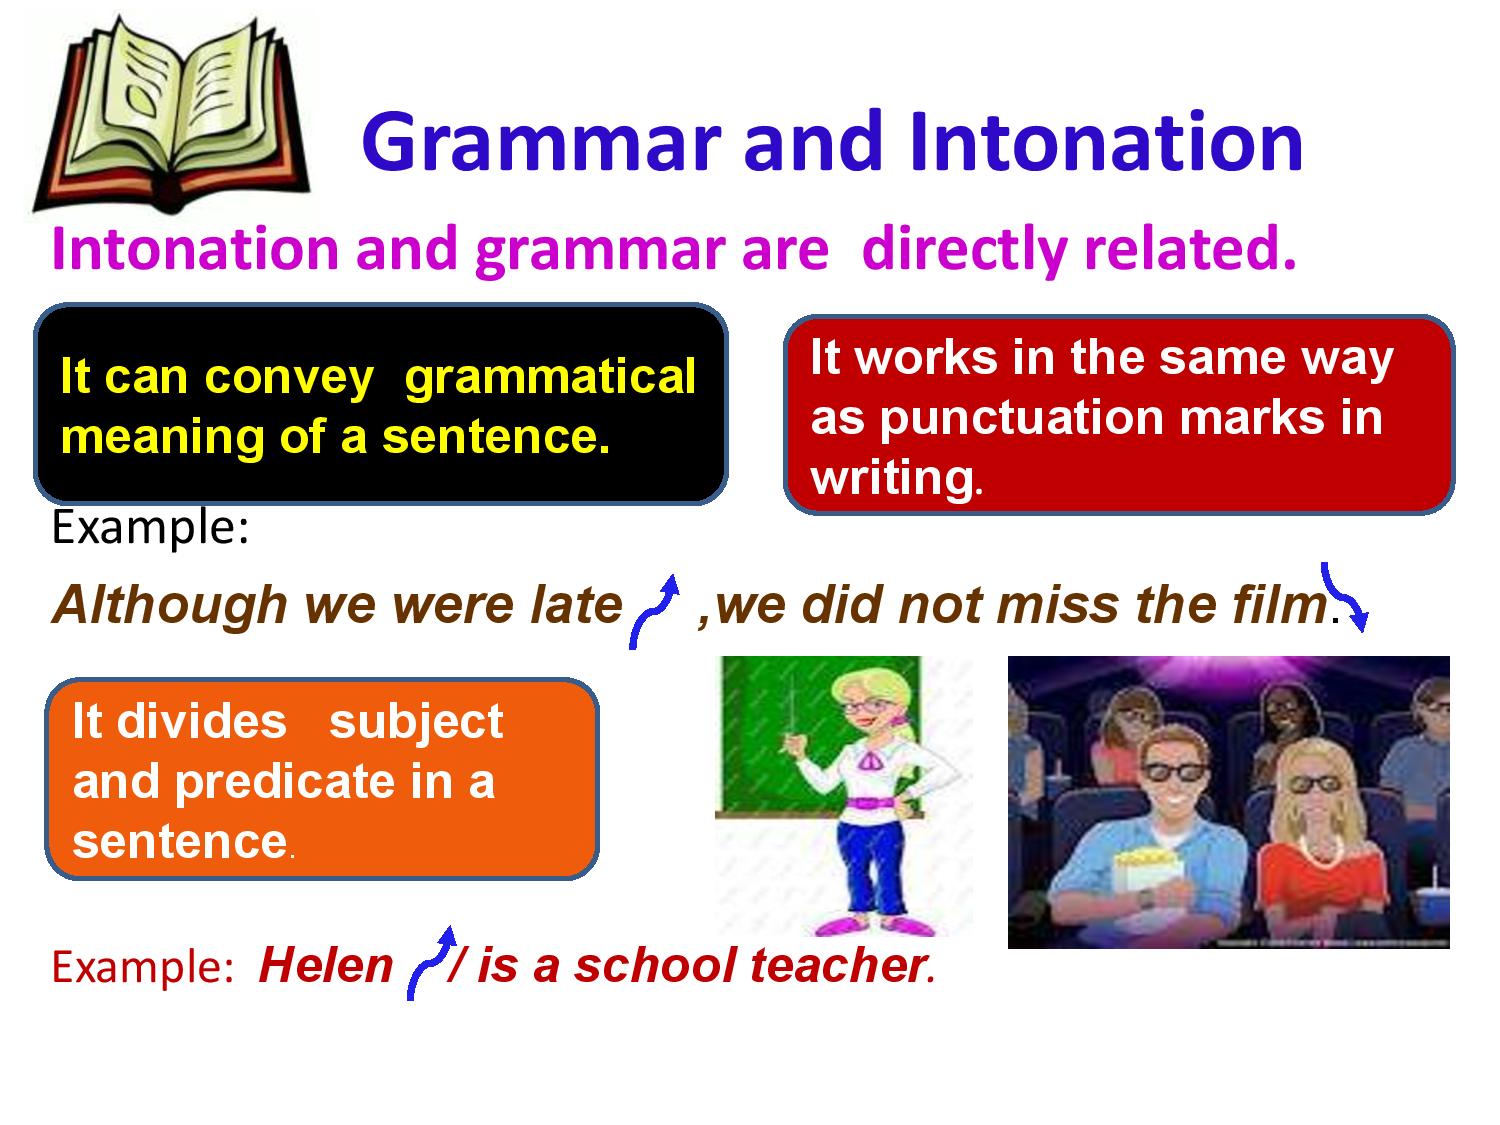 Grammar and Intonation
Intonation and grammar are directly related.
It can convey grammatical
meaning of a sentence.
It works in the same way
as punctuation marks in
writing.
Example:
Although we were late ,we did not miss the film.
It divides subject
and predicate in a
sentence.
Example: Helen / is a school teacher.